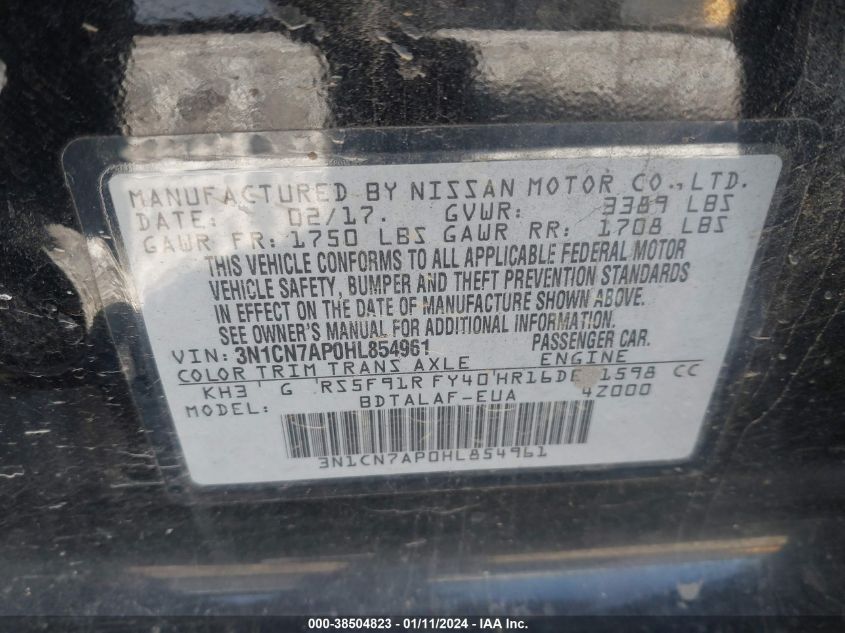 MANUFACTURED BY NISSAN MOTOR CO., LTD.
DATE: 02/17. GVWR: 3389 LBS
GAWR FR: 1750 LBS GAWR RR: 1708 LBS
THIS VEHICLE CONFORMS TO ALL APPLICABLE FEDERAL MOTOR
VEHICLE SAFETY, BUMPER AND THEFT PREVENTION STANDARDS
IN EFFECT ON THE DATE OF MANUFACTURE SHOWN ABOVE.
SEE OWNER'S MANUAL FOR ADDITIONAL INFORMATION.
VIN: 3N1CN7AP0HL854961 PASSENGER CAR.
COLOR TRIM TRANS AXLE ENGINE
KH3 G RS5F91R FY40 HR16DE 1598 CC
MODEL: BDTALAF-EUA 4Z000
3N1CN7AP0HL854961
000-38504823 - 01/11/2024 - © IAA, Inc.